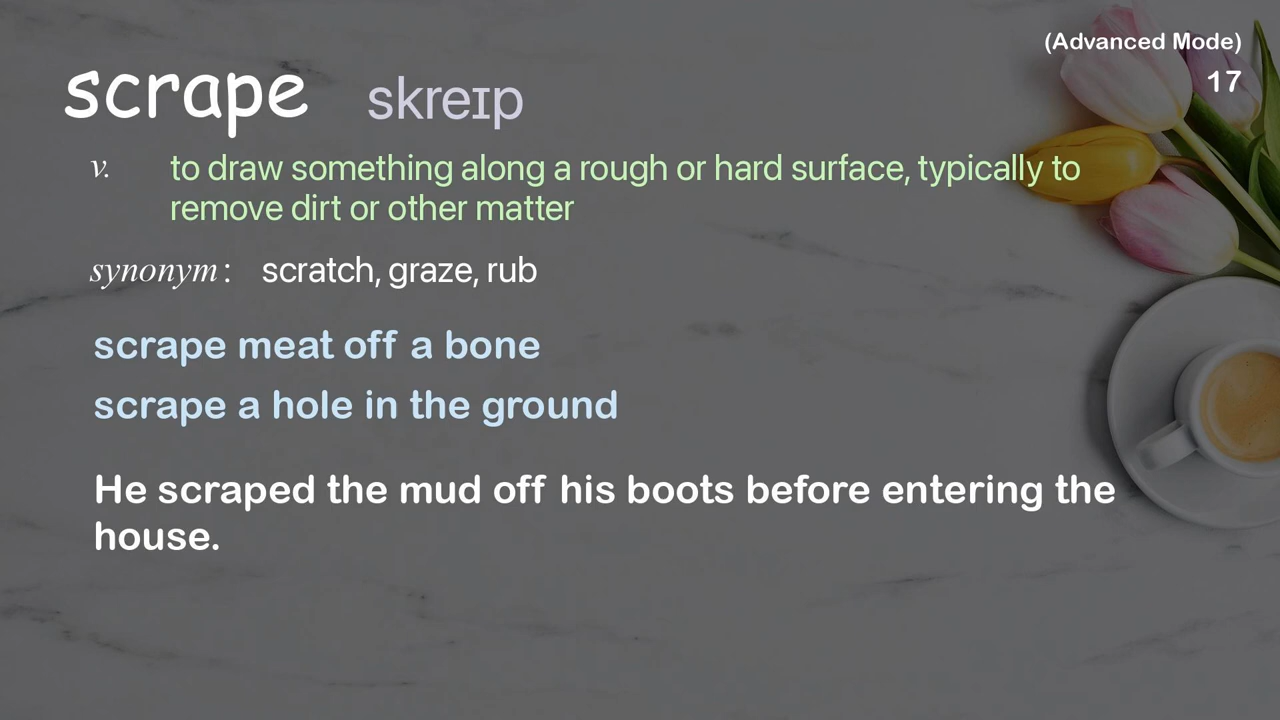 (Advanced Mode)
scrape skreɪp
17
v. to draw something along a rough or hard surface, typically to
remove dirt or other matter
synonym: scratch, graze, rub
scrape meat off a bone
scrape a hole in the ground
He scraped the mud off his boots before entering the
house.